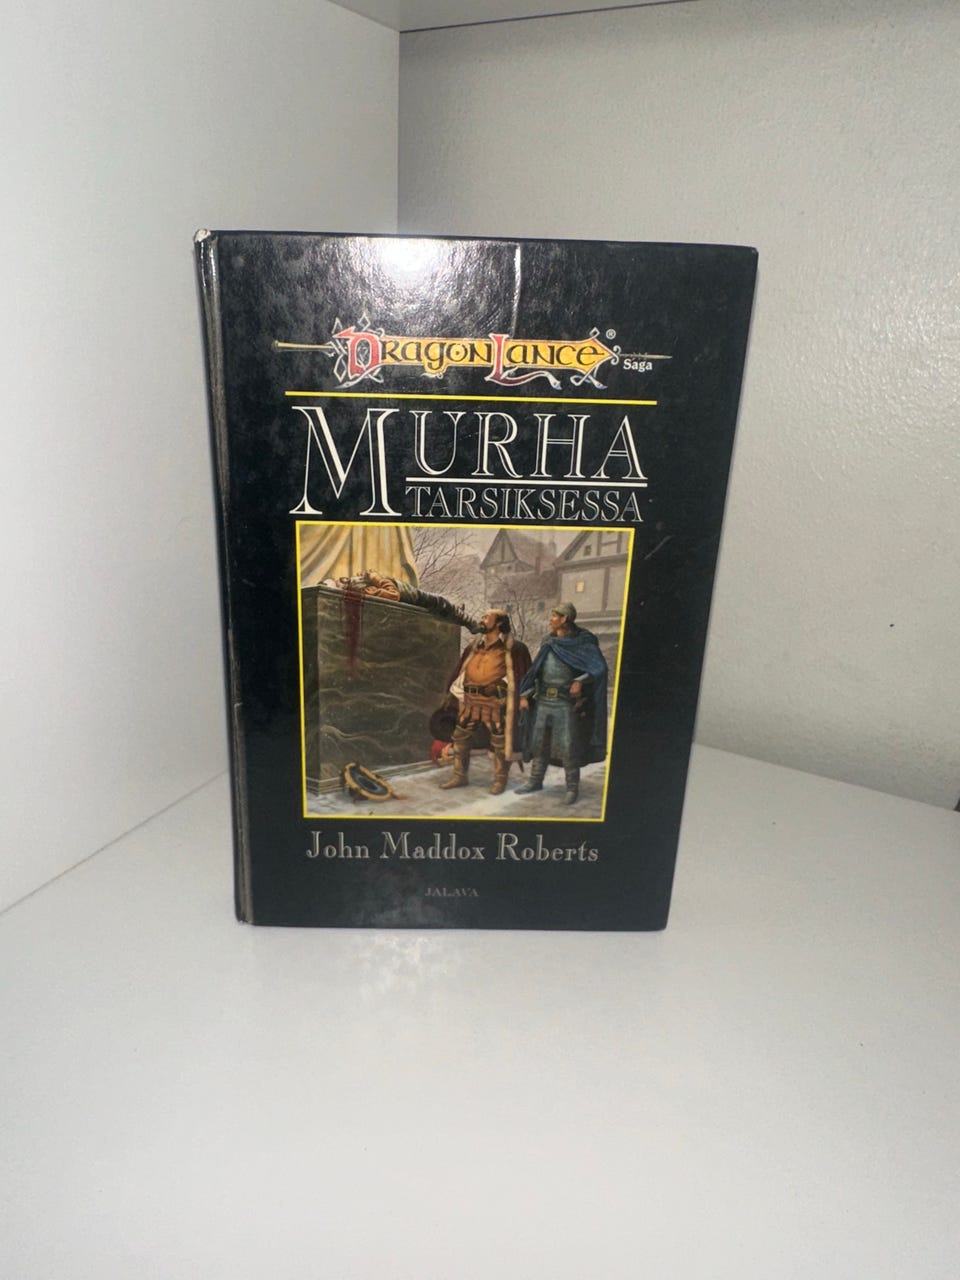 DRAGONLANCE ®
Saga
MURHA
TARSIKSESSA
John Maddox Roberts
JALAVA